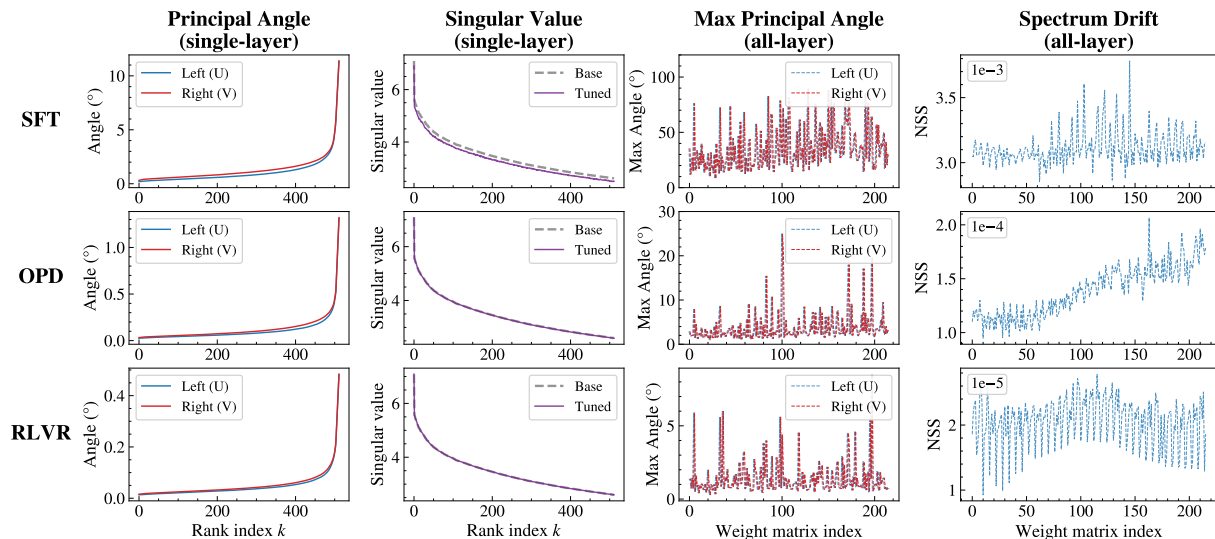 Principal Angle
(single-layer)
Singular Value
(single-layer)
Max Principal Angle
(all-layer)
Spectrum Drift
(all-layer)
SFT
Angle (°)
10
5
0
0
200
400
Left (U)
Right (V)
Singular value
6
4
0
200
400
Base
Tuned
Max Angle (°)
100
50
0
0
100
200
Left (U)
Right (V)
NSS
3.5
3.0
1e−3
0
50
100
150
200
OPD
Angle (°)
1.0
0.5
0.0
0
200
400
Left (U)
Right (V)
Singular value
6
4
0
200
400
Base
Tuned
Max Angle (°)
30
20
10
0
0
100
200
Left (U)
Right (V)
NSS
2.0
1.5
1.0
1e−4
0
50
100
150
200
RLVR
Angle (°)
0.4
0.2
0.0
0
200
400
Rank index k
Left (U)
Right (V)
Singular value
6
4
0
200
400
Rank index k
Base
Tuned
Max Angle (°)
5
0
0
100
200
Weight matrix index
Left (U)
Right (V)
NSS
2
1
1e−5
0
50
100
150
200
Weight matrix index